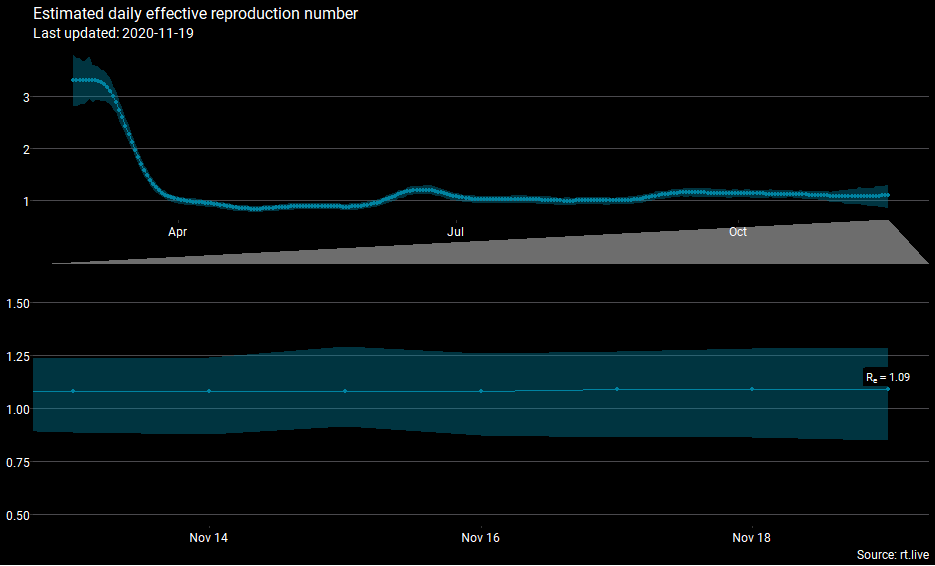 Estimated daily effective reproduction number
Last updated: 2020-11-19
3
2
1
Apr Jul Oct
1.50
1.25
Rₑ = 1.09
1.00
0.75
0.50
Nov 14 Nov 16 Nov 18
Source: rt.live